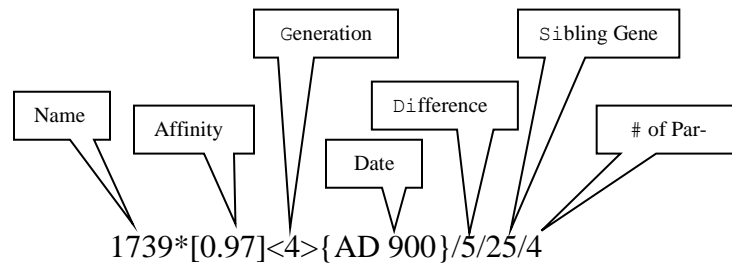 Generation
Sibling Gene
Difference
Name
Affinity
# of Par-
Date
1739*[0.97]<4>{AD 900}/5/25/4